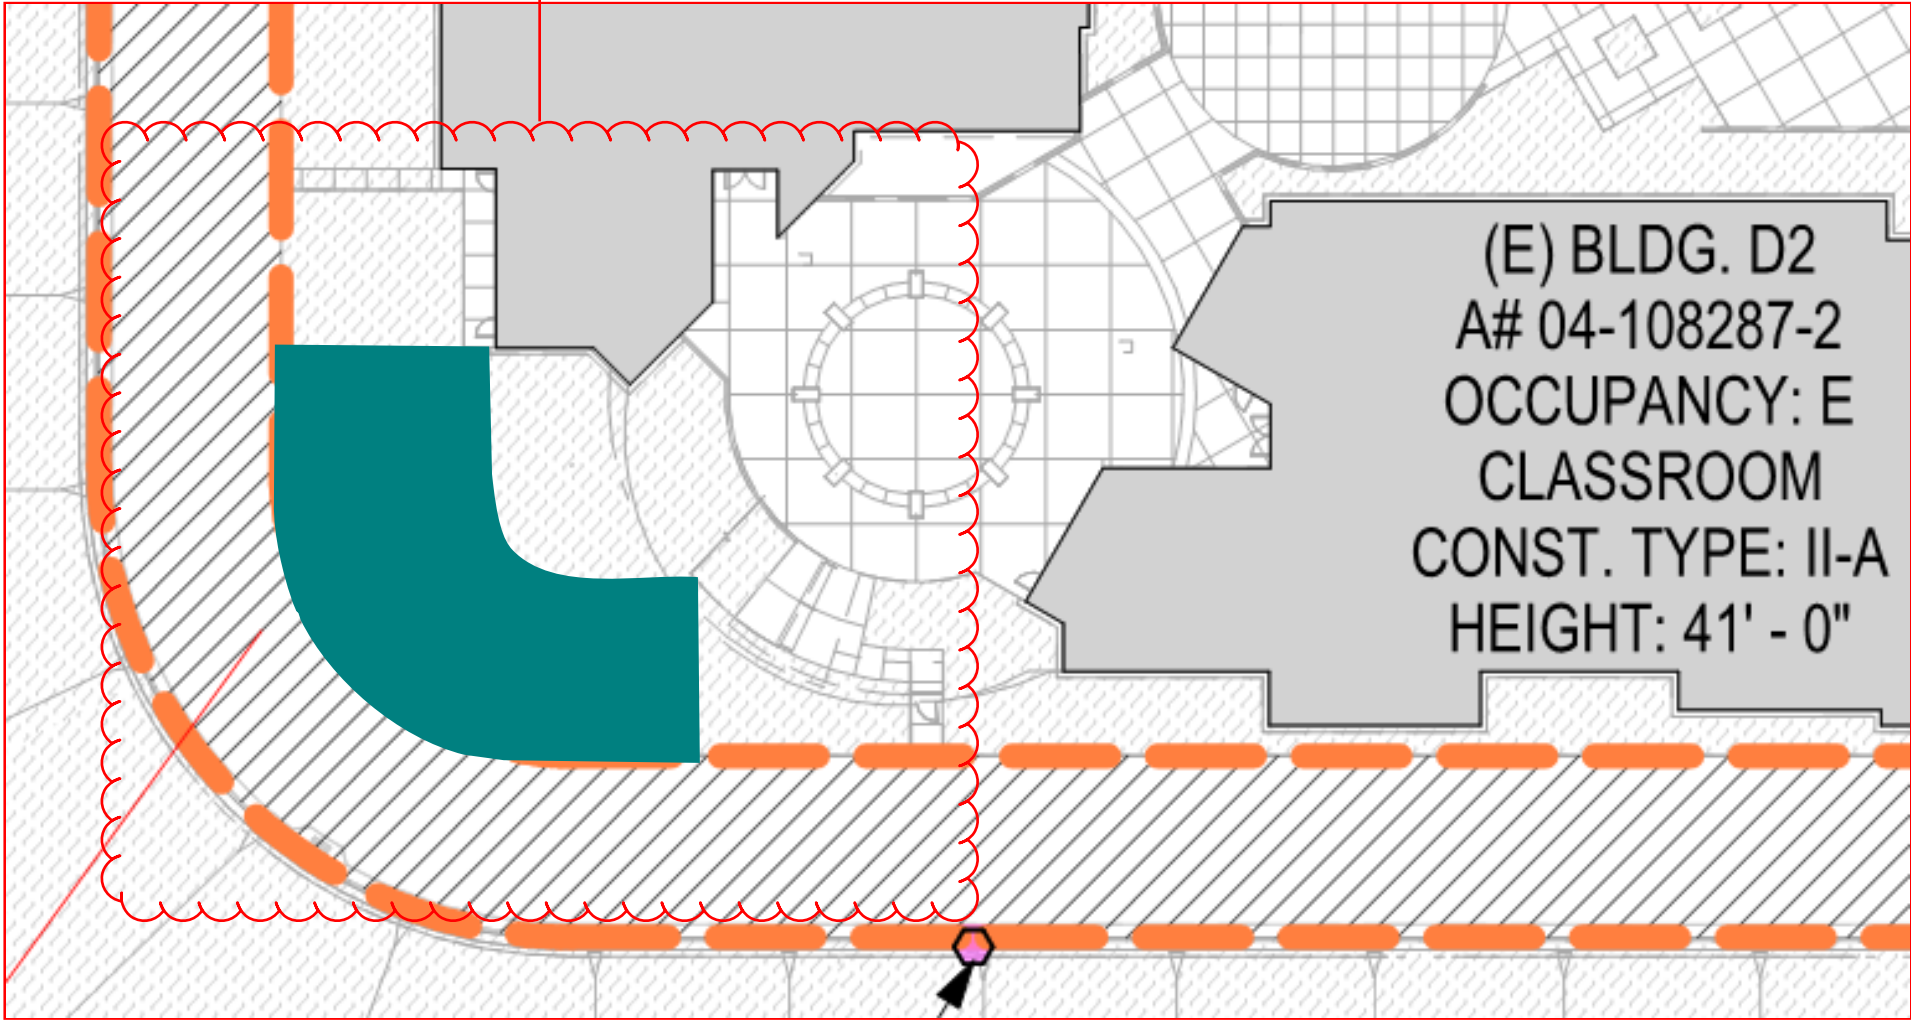 (E) BLDG. D2
A# 04-108287-2
OCCUPANCY: E
CLASSROOM
CONST. TYPE: II-A
HEIGHT: 41' - 0"